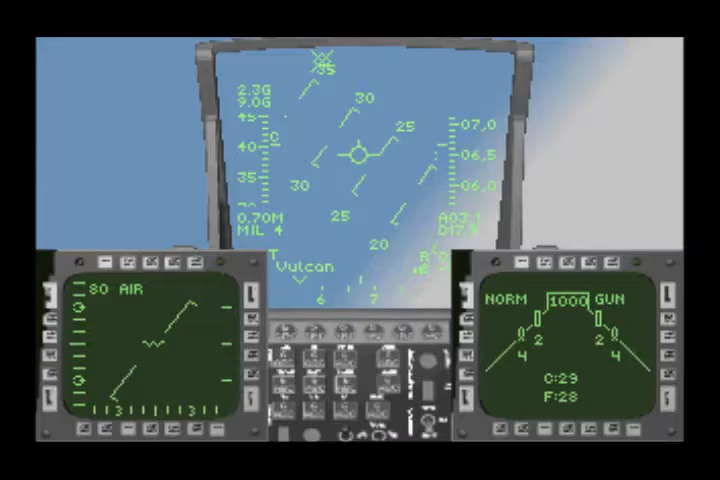 35
2.3G
9.0G
30
45
07,0
25
C
40
06,5
35
30
06,0
0.70M
25
MIL 4
20
T
Vulcan
6 7
80 AIR
3 3
NORM 1000 GUN
2 2
4 4
C:29
F:28